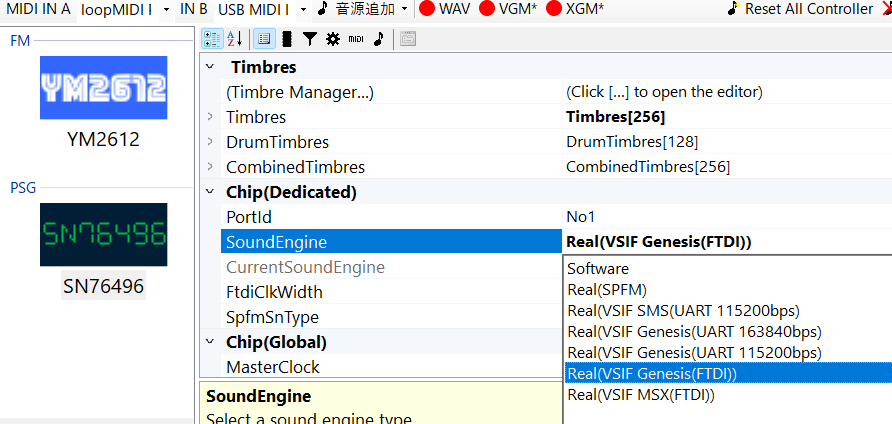 MIDI IN A loopMIDI I IN B USB MIDI I 音源追加 WAV VGM* XGM* Reset All Controller
FM
YM2612
YM2612
PSG
SN76496
SN76496
A Z MIDI
Timbres
(Timbre Manager...) (Click [...] to open the editor)
Timbres Timbres[256]
DrumTimbres DrumTimbres[128]
CombinedTimbres CombinedTimbres[256]
Chip(Dedicated)
PortId No1
SoundEngine Real(VSIF Genesis(FTDI))
CurrentSoundEngine
FtdiClkWidth
SpfmSnType
Chip(Global)
MasterClock
Software
Real(SPFM)
Real(VSIF SMS(UART 115200bps)
Real(VSIF Genesis(UART 163840bps)
Real(VSIF Genesis(UART 115200bps)
Real(VSIF Genesis(FTDI))
Real(VSIF MSX(FTDI))
SoundEngine
Select a sound engine type